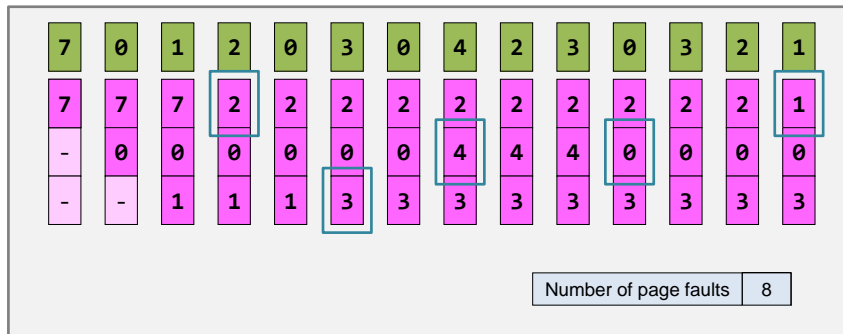 7 0 1 2 0 3 0 4 2 3 0 3 2 1
7 7 7 2 2 2 2 2 2 2 2 2 2 1
- 0 0 0 0 0 0 4 4 4 0 0 0 0
- - 1 1 1 3 3 3 3 3 3 3 3 3
Number of page faults 8